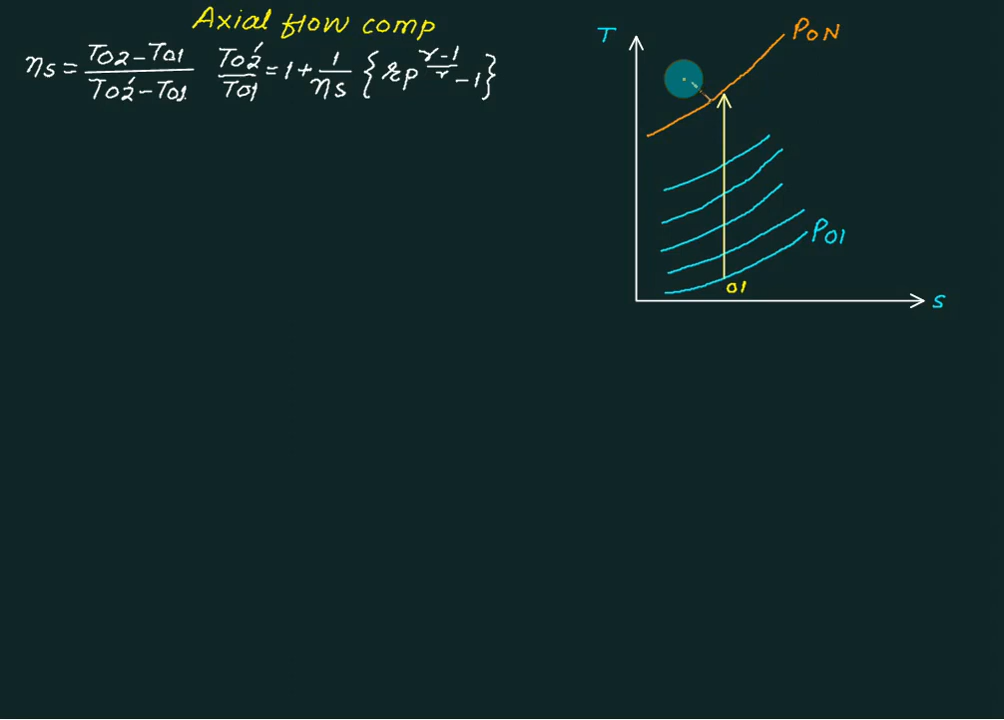 Axial flow comp
ηs = (T02 - T01)/(T02' - T01) T02'/T01 = 1 + 1/ηs {rp^((γ-1)/γ) - 1}
T
P0N
P01
01
s